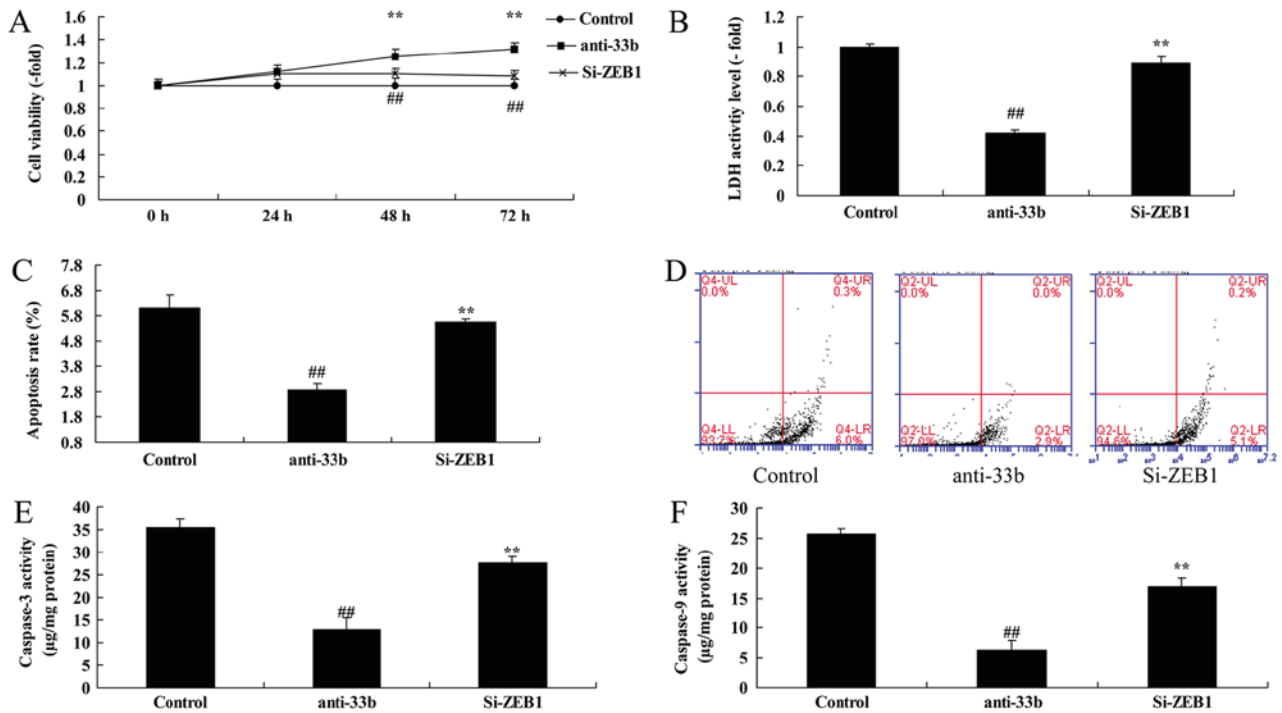 A
Cell viability (-fold)
1.6
1.4
1.2
1
0.8
0.6
0.4
0.2
0
** **
## ##
0 h 24 h 48 h 72 h
Control
anti-33b
Si-ZEB1
B
LDH activtiy level (- fold)
1.2
1
0.8
0.6
0.4
0.2
0
##
**
Control anti-33b Si-ZEB1
C
Apoptosis rate (%)
7.8
6.8
5.8
4.8
3.8
2.8
1.8
0.8
##
**
Control anti-33b Si-ZEB1
D
Q4-UL Q4-UR
0.0% 0.3%
Q4-LL Q4-LR
93.7% 6.0%
Control
Q2-UL Q2-UR
0.0% 0.0%
Q2-LL Q2-LR
97.0% 2.9%
anti-33b
Q2-UL Q2-UR
0.0% 0.2%
Q2-LL Q2-LR
94.6% 5.1%
7.2
Si-ZEB1
E
Caspase-3 activity
(µg/mg protein)
40
35
30
25
20
15
10
5
0
##
**
Control anti-33b Si-ZEB1
F
Caspase-9 activity
(µg/mg protein)
30
25
20
15
10
5
0
##
**
Control anti-33b Si-ZEB1